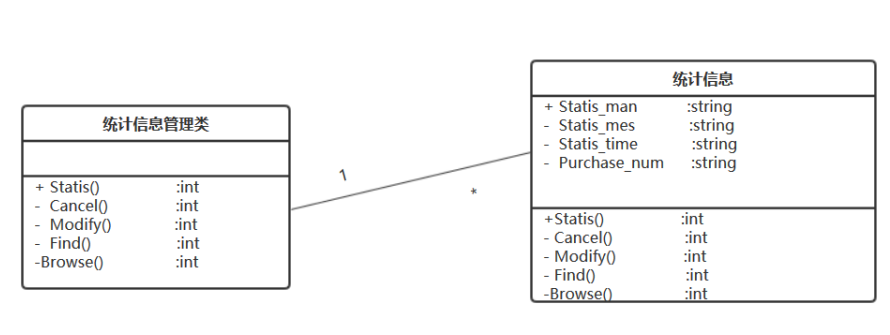 统计信息管理类
+ Statis() :int
- Cancel() :int
- Modify() :int
- Find() :int
-Browse() :int
1
*
统计信息
+ Statis_man :string
- Statis_mes :string
- Statis_time :string
- Purchase_num :string
+Statis() :int
- Cancel() :int
- Modify() :int
- Find() :int
-Browse() :int